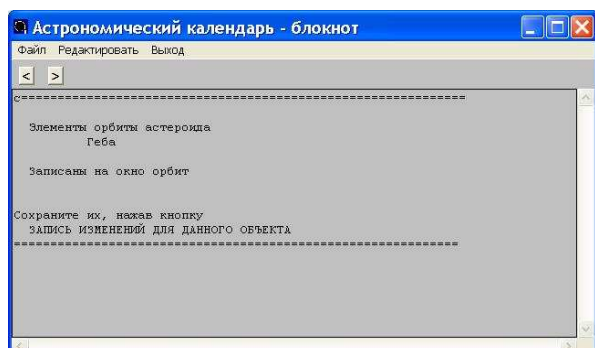 Астрономический календарь - блокнот
Файл Редактировать Выход
< >
c============================================================
Элементы орбиты астероида
Геба
Записаны на окно орбит
Сохраните их, нажав кнопку
ЗАПИСЬ ИЗМЕНЕНИЙ ДЛЯ ДАННОГО ОБЪЕКТА
============================================================